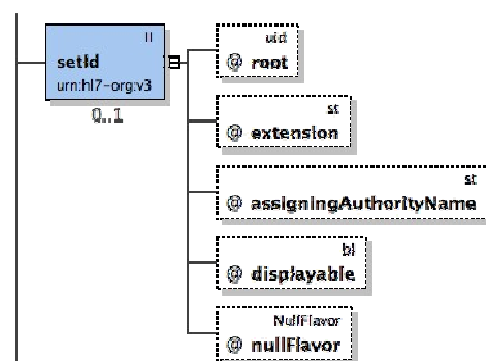 II
setId
urn:hl7-org:v3
0..1
uid
@ root
st
@ extension
st
@ assigningAuthorityName
bl
@ displayable
NullFlavor
@ nullFlavor